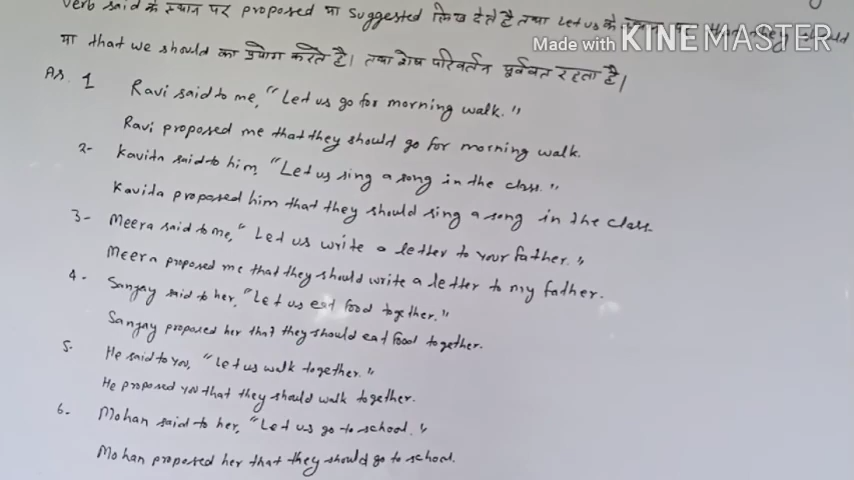 Verb said के स्थान पर proposed या suggested लिख देते है तथा Let us के स्थान पर that they should
Made with KINEMASTER
या that we should का उपयोग करते है। तथा शेष परिवर्तन पूर्ववत रहता है।
As. 1 Ravi said to me, "Let us go for morning walk."
Ravi proposed me that they should go for morning walk.
2- Kavita said to him, "Let us sing a song in the class."
Kavita proposed him that they should sing a song in the class.
3- Meera said to me, "Let us write a letter to your father."
Meera proposed me that they should write a letter to my father.
4- Sanjay said to her, "Let us eat food together."
Sanjay proposed her that they should eat food together.
5. He said to you, "Let us walk together."
He proposed you that they should walk together.
6- Mohan said to her, "Let us go to school."
Mohan proposed her that they should go to school.